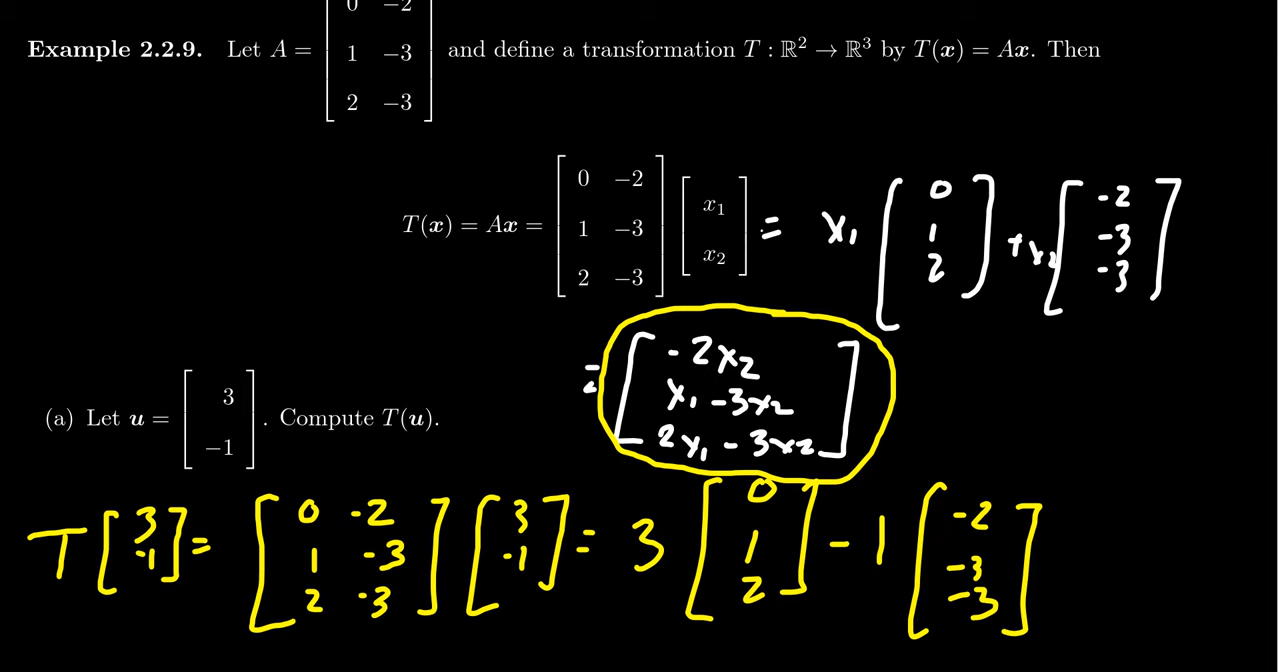 Example 2.2.9. Let A = [0 −2; 1 −3; 2 −3] and define a transformation T : ℝ² → ℝ³ by T(x) = Ax. Then
T(x) = Ax = [0 −2; 1 −3; 2 −3] [x₁; x₂] = x₁ [0; 1; 2] + x₂ [-2; -3; -3]
= [-2x₂; x₁ - 3x₂; 2x₁ - 3x₂]
(a) Let u = [3; −1]. Compute T(u).
T [3; -1] = [0 -2; 1 -3; 2 -3] [3; -1] = 3 [0; 1; 2] - 1 [-2; -3; -3]